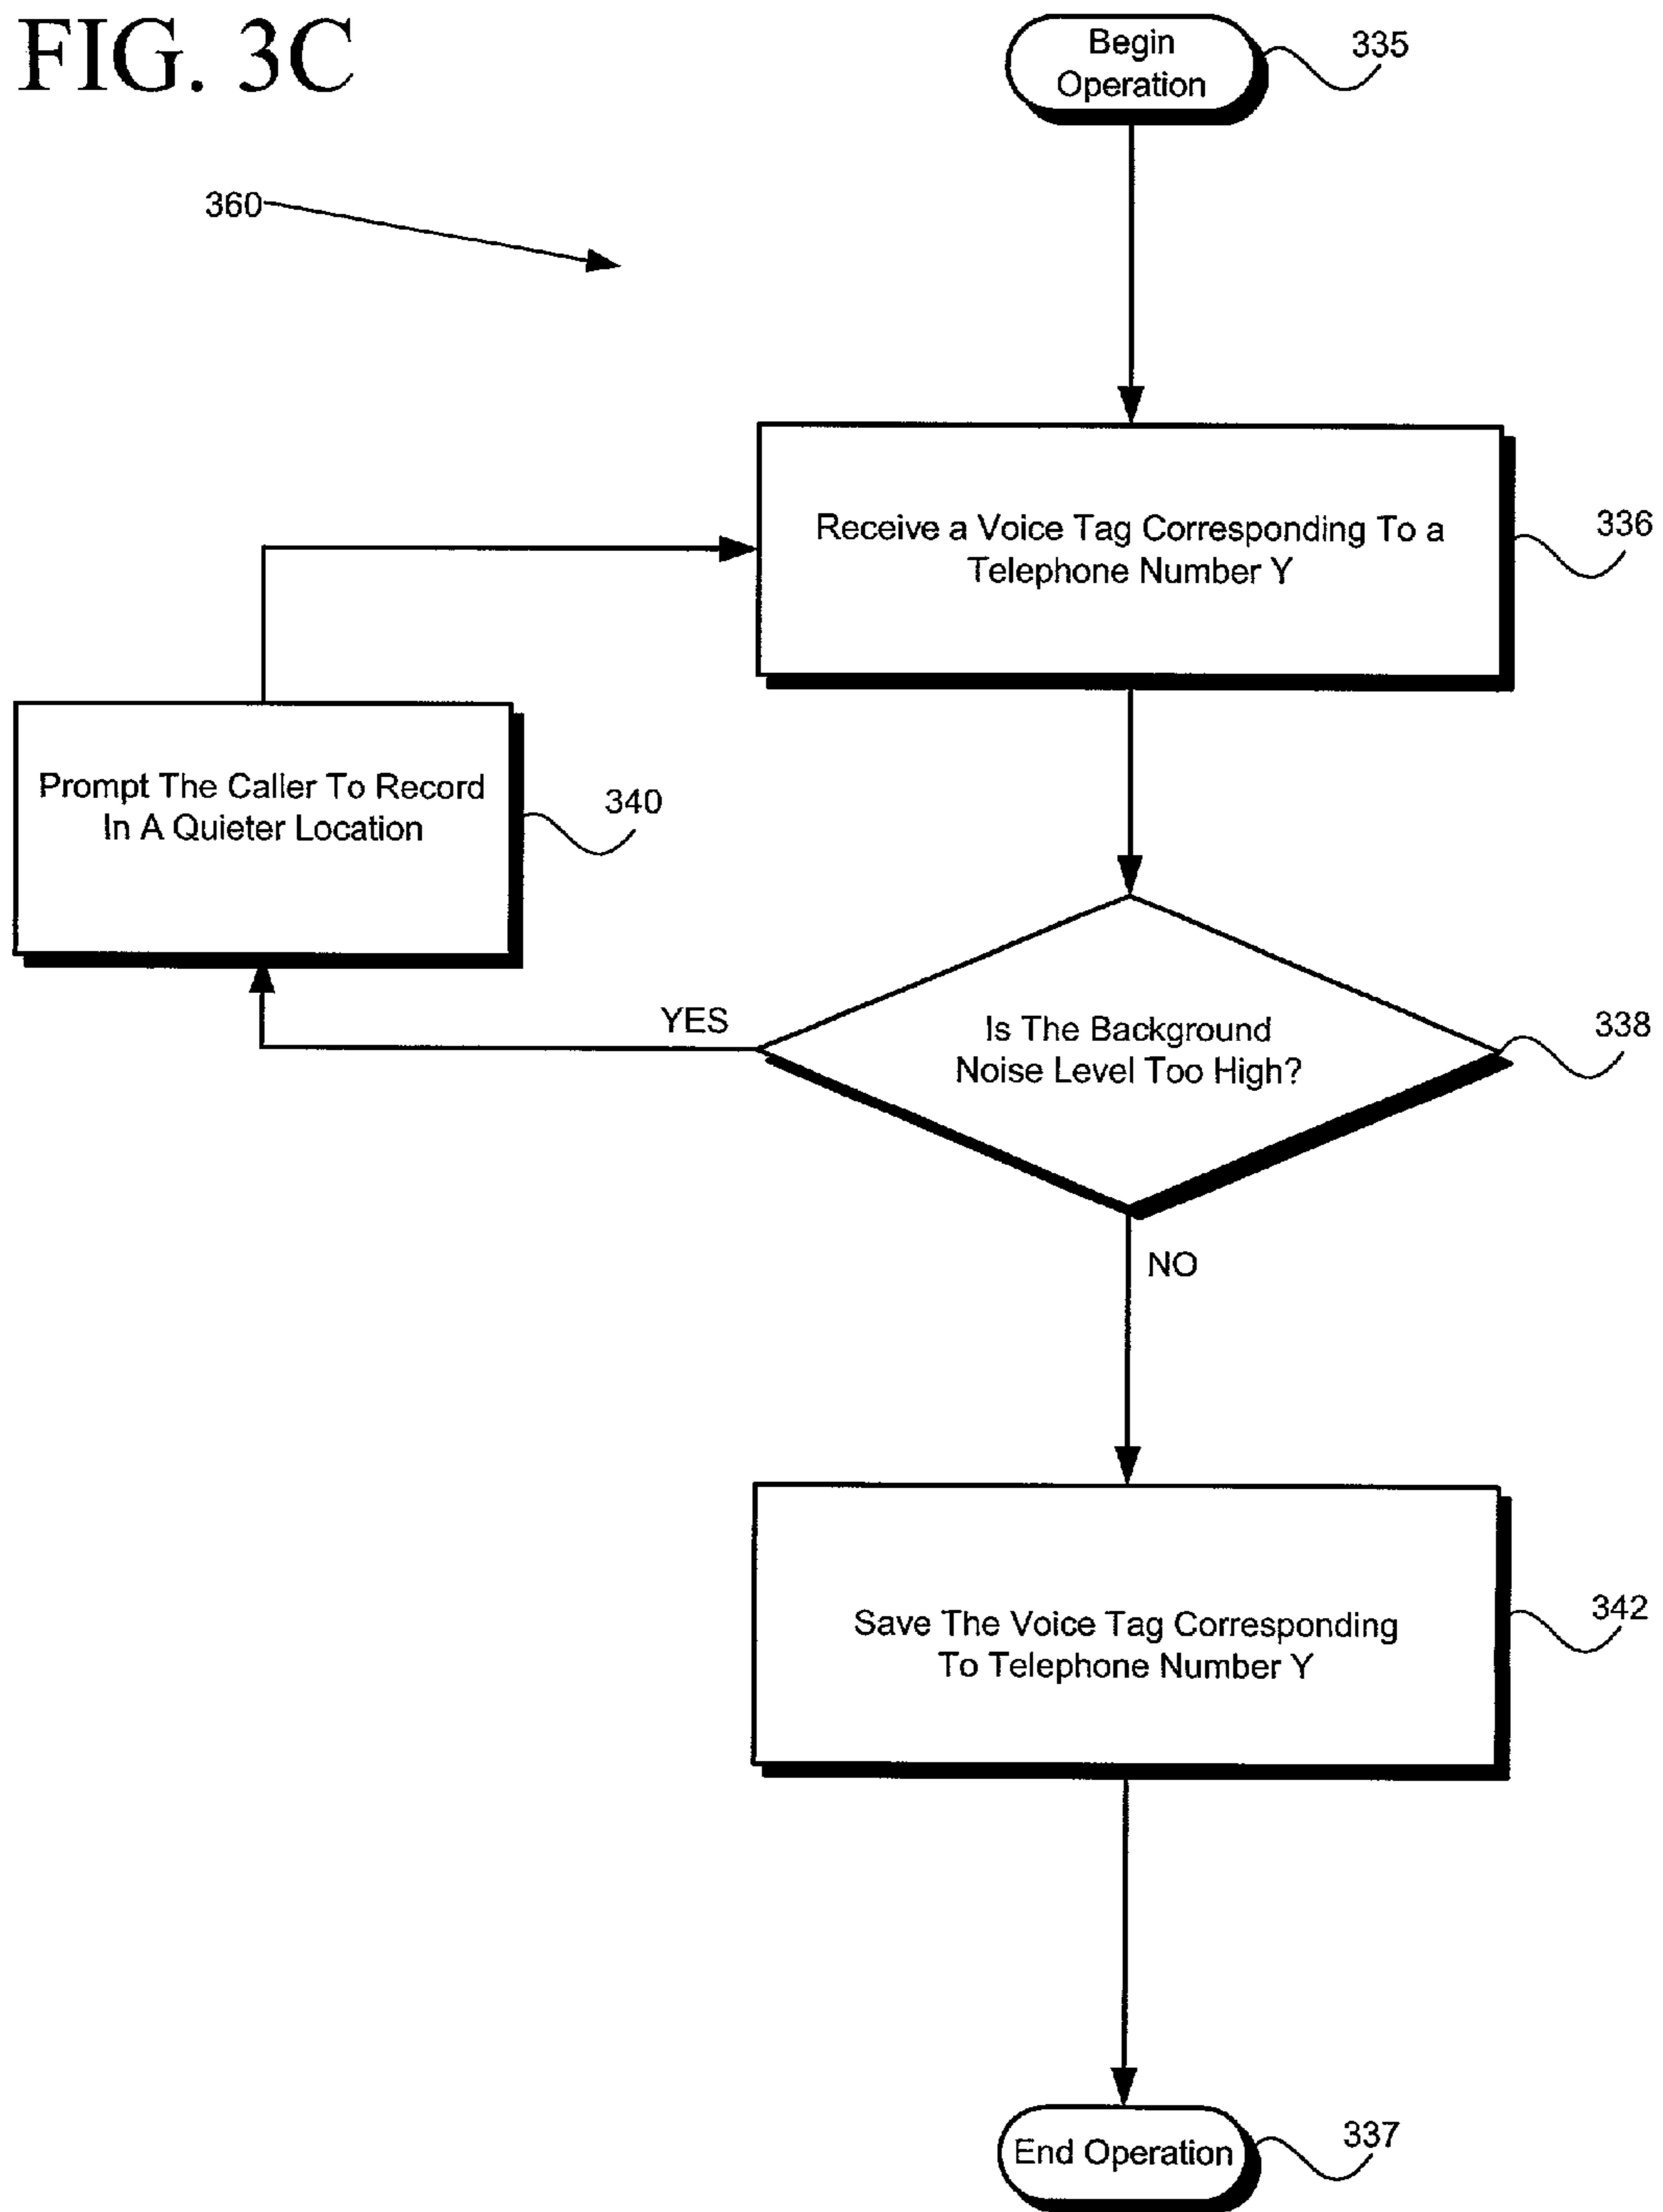 FIG. 3C
Begin
Operation
335
360
Receive a Voice Tag Corresponding To a
Telephone Number Y
336
Prompt The Caller To Record
In A Quieter Location
340
YES
Is The Background
Noise Level Too High?
338
NO
Save The Voice Tag Corresponding
To Telephone Number Y
342
End Operation
337